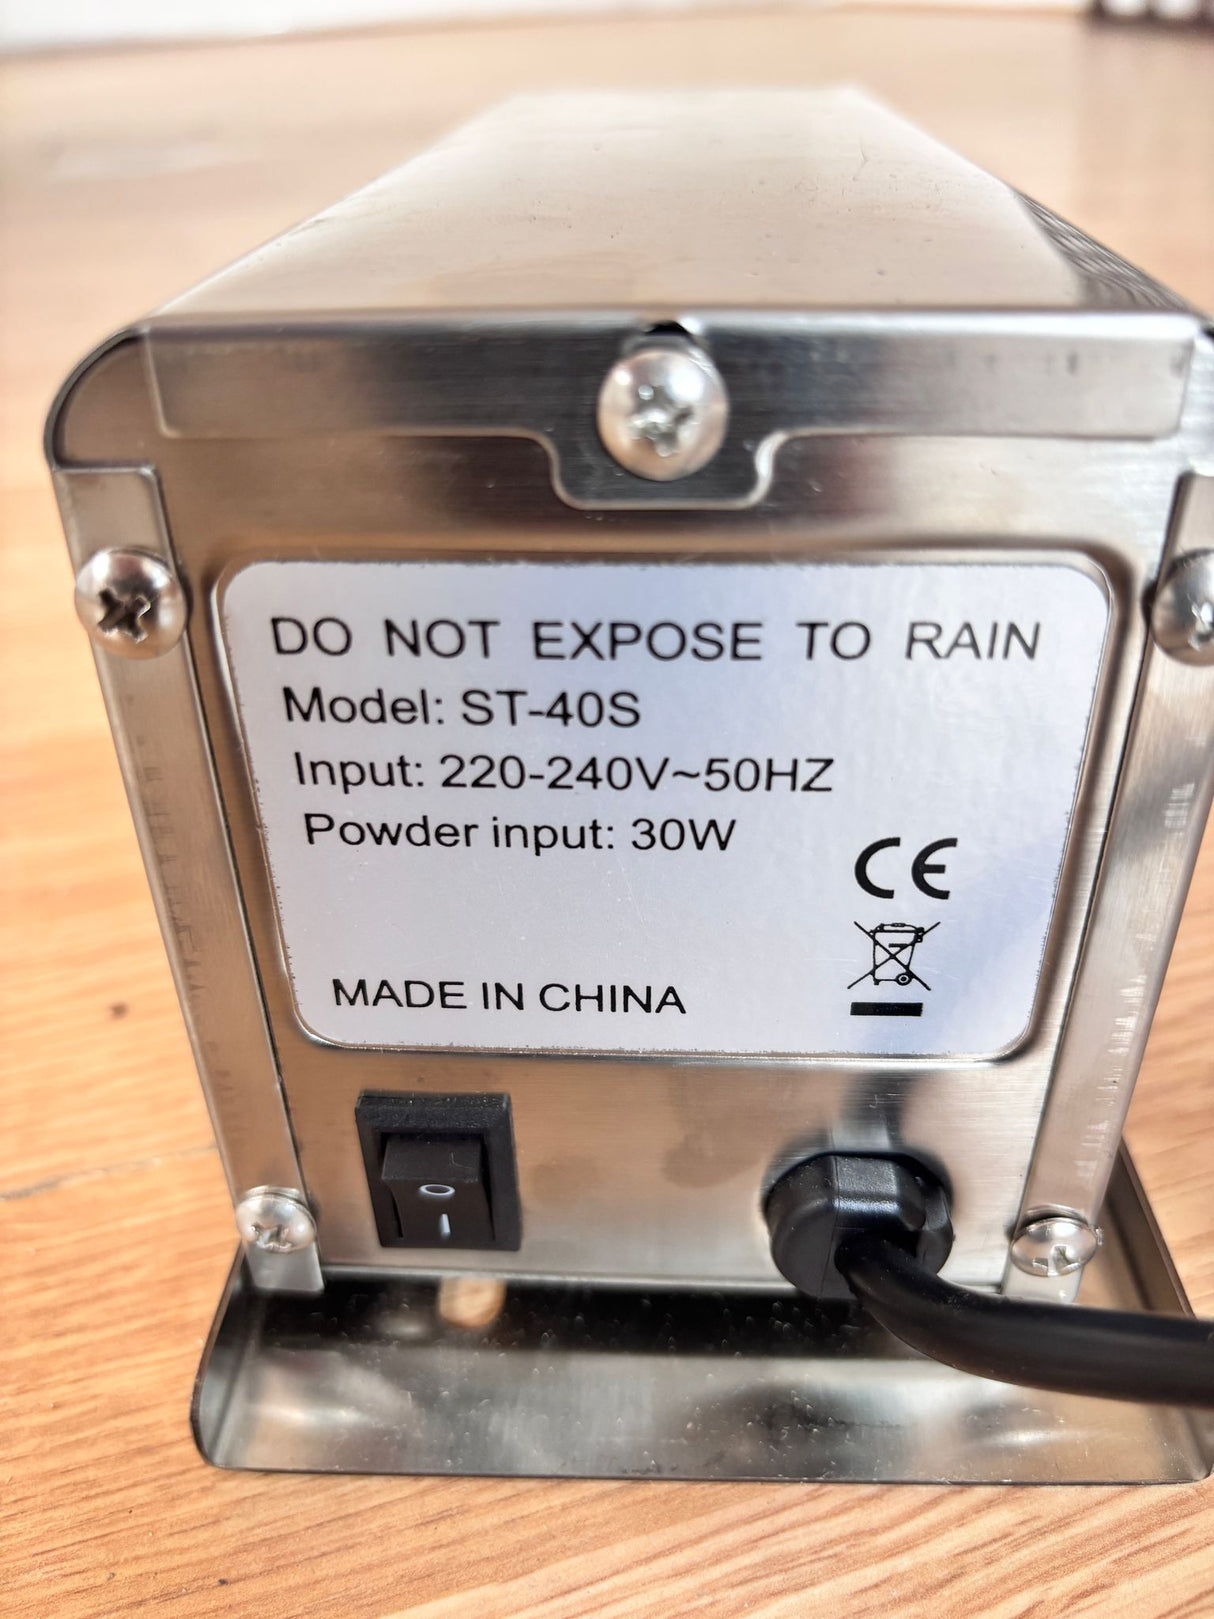 DO NOT EXPOSE TO RAIN
Model: ST-40S
Input: 220-240V~50HZ
Powder input: 30W
CE
MADE IN CHINA
O
I